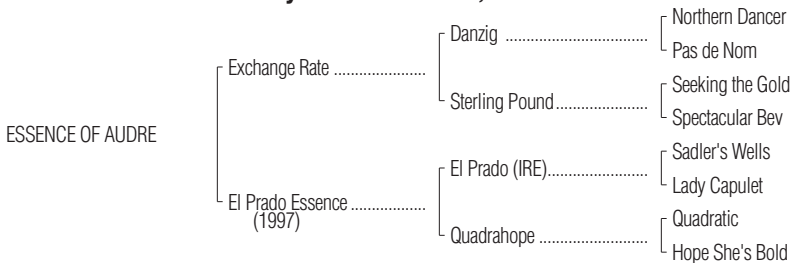 Northern Dancer
Danzig ..........................................
Pas de Nom
Exchange Rate ......................
Seeking the Gold
Sterling Pound...........................
Spectacular Bev
ESSENCE OF AUDRE
Sadler's Wells
El Prado (IRE)..............................
Lady Capulet
El Prado Essence ..................
(1997)
Quadratic
Quadrahope ................................
Hope She's Bold